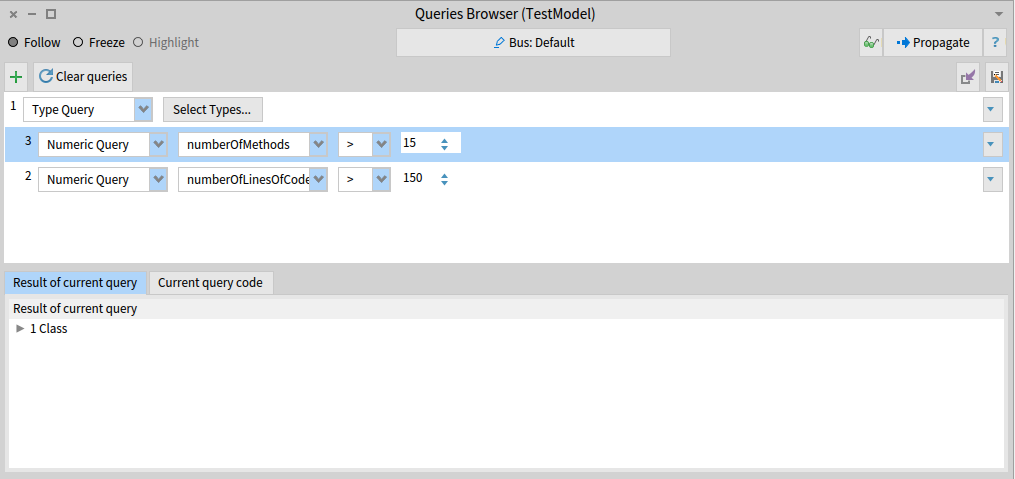 Queries Browser (TestModel)
Follow Freeze Highlight Bus: Default Propagate ?
Clear queries
1 Type Query Select Types...
3 Numeric Query numberOfMethods > 15
2 Numeric Query numberOfLinesOfCode > 150
Result of current query Current query code
Result of current query
1 Class